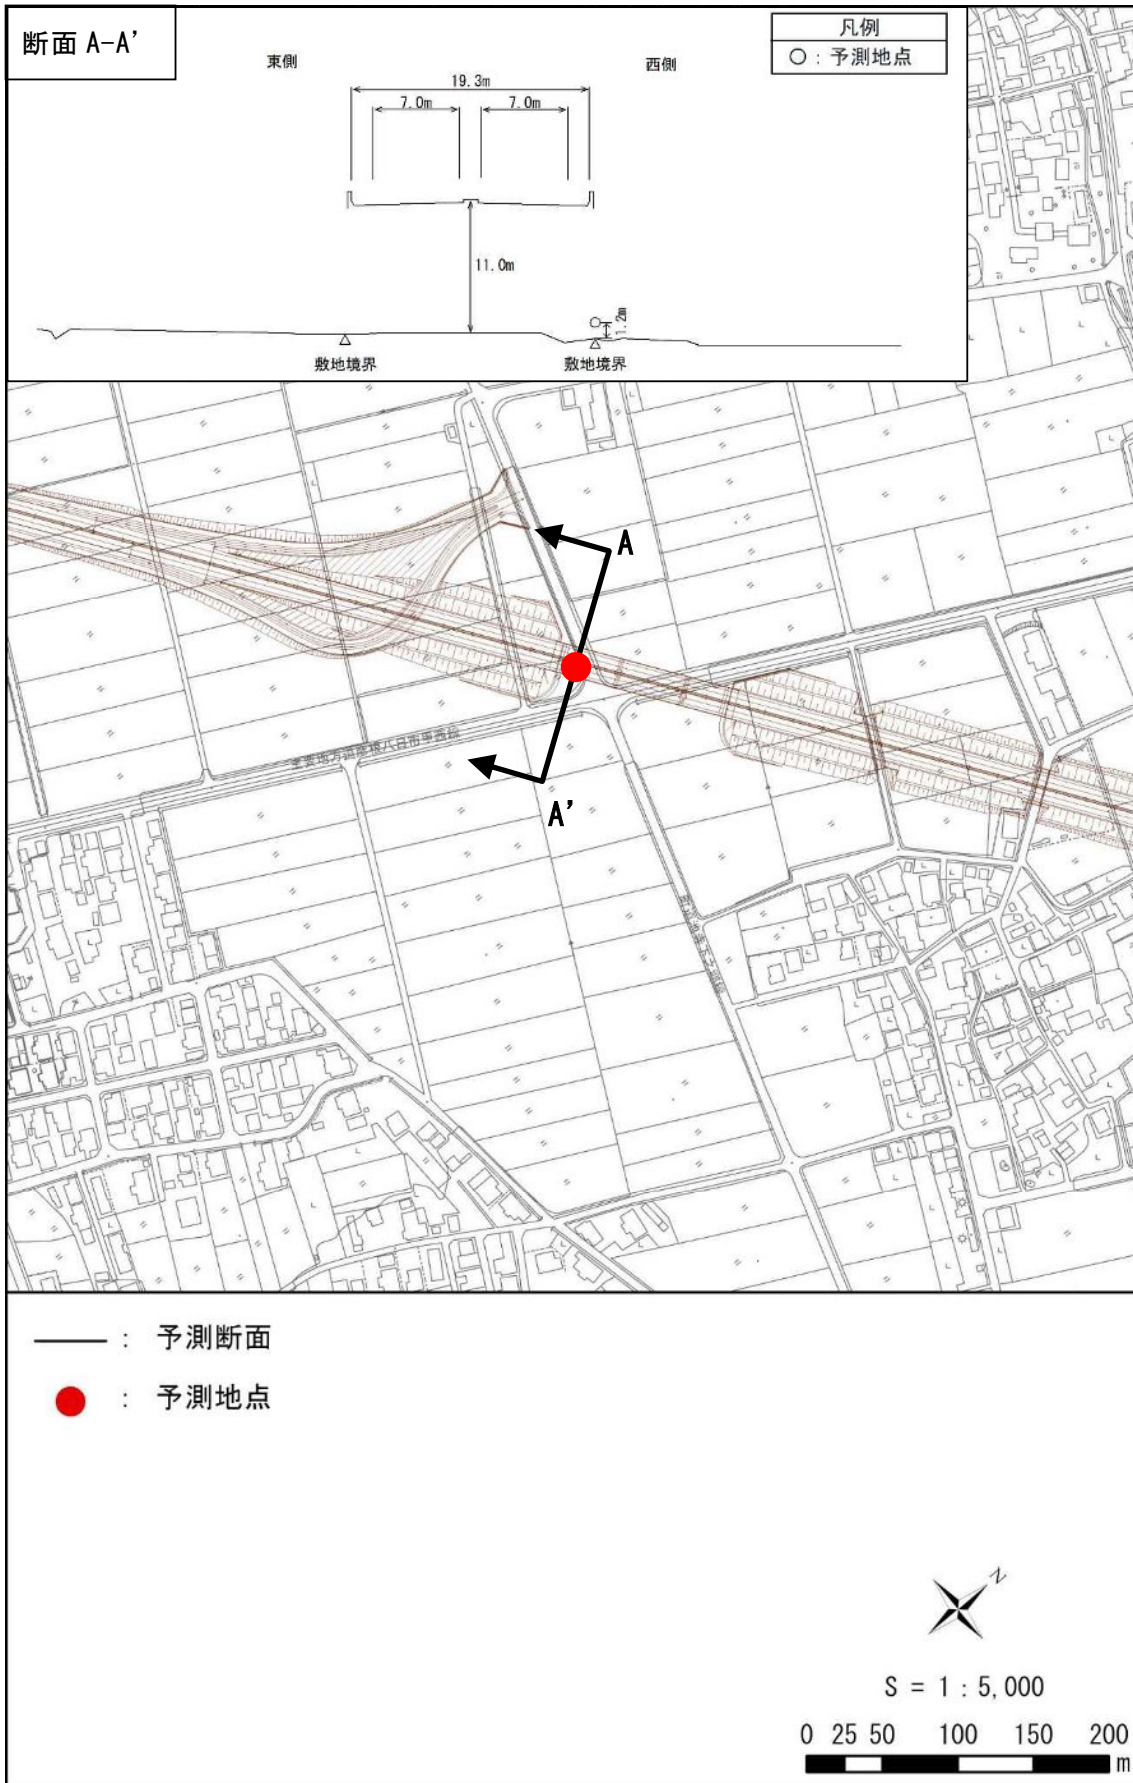 断面 A-A’
凡例
○ : 予測地点
東側
西側
19.3m
7.0m
7.0m
11.0m
1.2m
敷地境界
敷地境界
A
A’
— : 予測断面
● : 予測地点
N
S = 1 : 5,000
0 25 50 100 150 200
m